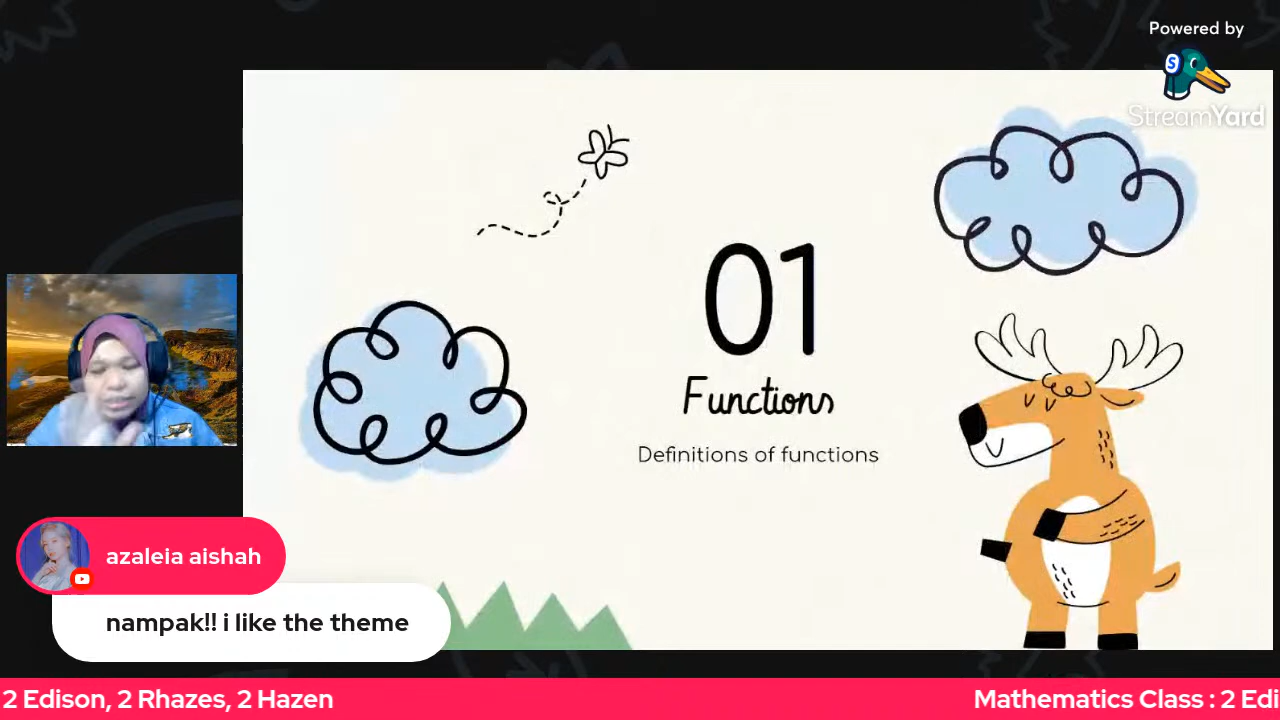 Powered by
StreamYard
01
Functions
Definitions of functions
azaleia aishah
nampak!! i like the theme
2 Edison, 2 Rhazes, 2 Hazen
Mathematics Class : 2 Edi